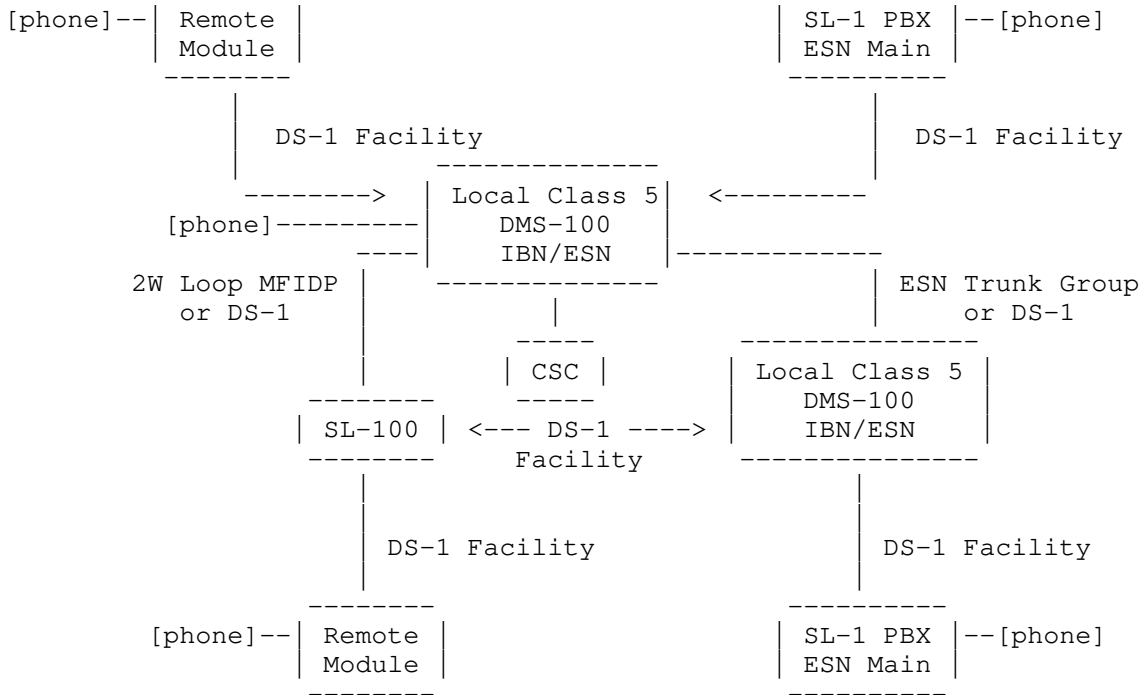 [phone]--| Remote | | SL-1 PBX |--[phone]
| Module | | ESN Main |
DS-1 Facility DS-1 Facility
--------> | Local Class 5| <---------
[phone]---------| DMS-100 |
----| IBN/ESN |-------------
2W Loop MFIDP | -------------- | ESN Trunk Group
or DS-1 | | | or DS-1
| | CSC | | Local Class 5 |
-------- ----- | DMS-100 |
| SL-100 | <--- DS-1 ----> | IBN/ESN |
-------- Facility ---------------
| DS-1 Facility | DS-1 Facility
[phone]--| Remote | | SL-1 PBX |--[phone]
| Module | | ESN Main |